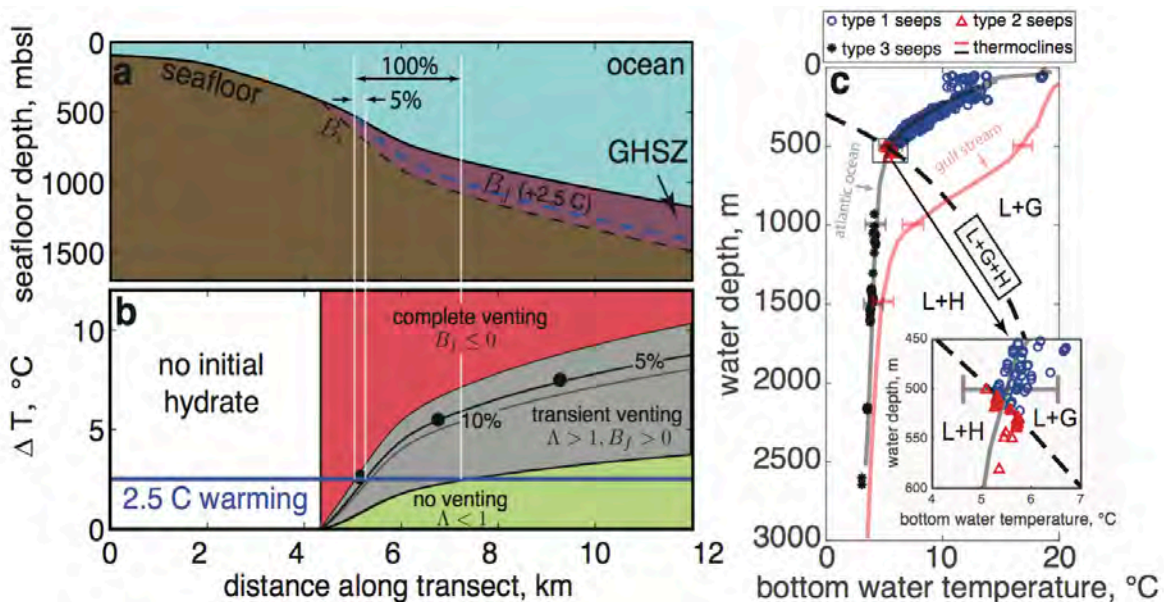 a
seafloor
100%
5%
ocean
B_i
GHSZ
B_f (+2.5 C)
seafloor depth, mbsl
0
500
1000
1500
b
complete venting
B_f ≤ 0
no initial
hydrate
5%
10%
transient venting
Λ > 1, B_f > 0
2.5 C warming
no venting
Λ < 1
Δ T, °C
10
5
0
0 2 4 6 8 10 12
distance along transect, km
type 1 seeps
type 2 seeps
type 3 seeps
thermoclines
c
0
500
1000
1500
2000
2500
3000
water depth, m
atlantic ocean
gulf stream
L+G
L+G+H
L+H
450
500
550
600
water depth, m
L+H
L+G
4 5 6 7
bottom water temperature, °C
0 10 20
bottom water temperature, °C